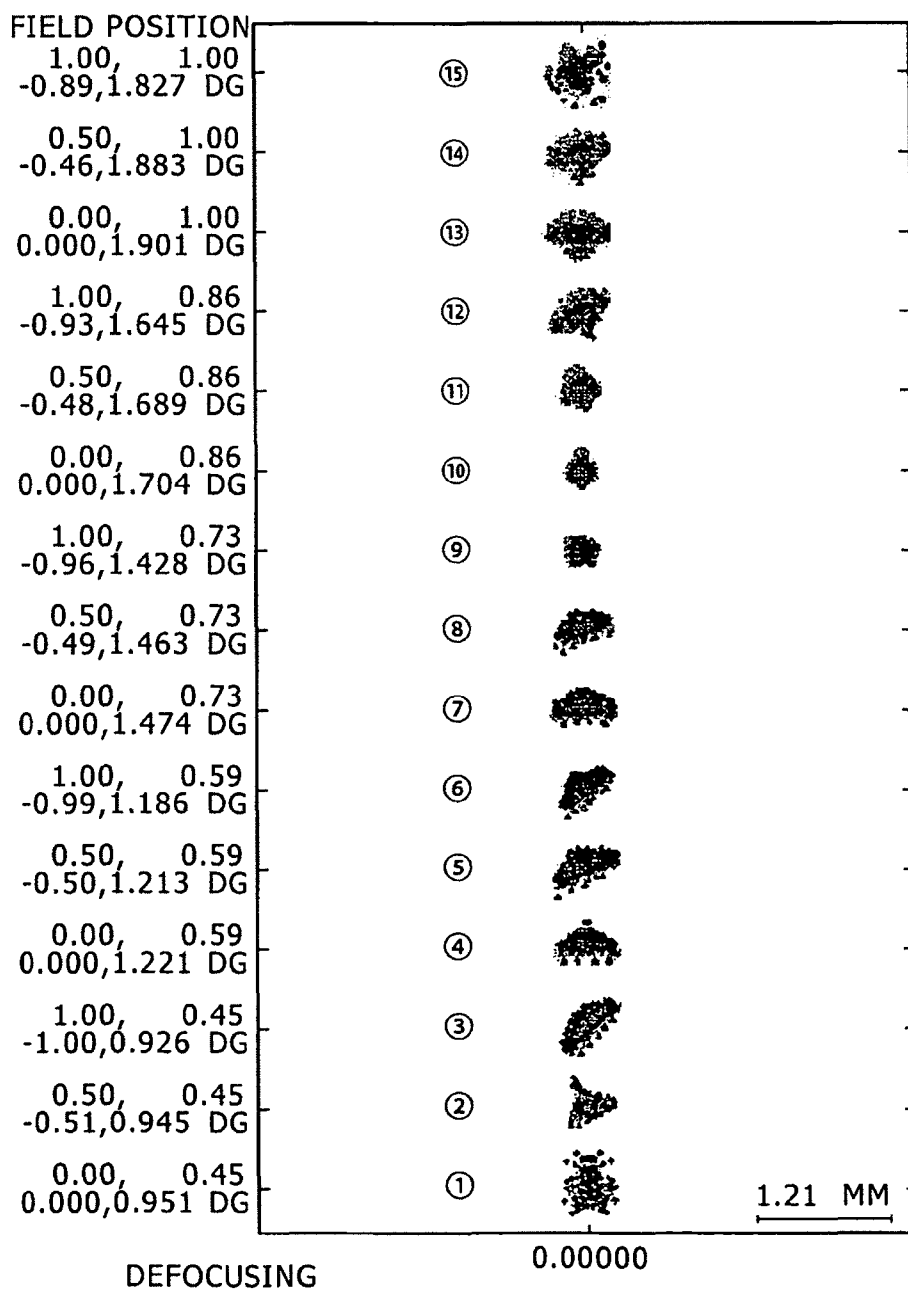 FIELD POSITION
1.00, 1.00
-0.89,1.827 DG
⑮
0.50, 1.00
-0.46,1.883 DG
⑭
0.00, 1.00
0.000,1.901 DG
⑬
1.00, 0.86
-0.93,1.645 DG
⑫
0.50, 0.86
-0.48,1.689 DG
⑪
0.00, 0.86
0.000,1.704 DG
⑩
1.00, 0.73
-0.96,1.428 DG
⑨
0.50, 0.73
-0.49,1.463 DG
⑧
0.00, 0.73
0.000,1.474 DG
⑦
1.00, 0.59
-0.99,1.186 DG
⑥
0.50, 0.59
-0.50,1.213 DG
⑤
0.00, 0.59
0.000,1.221 DG
④
1.00, 0.45
-1.00,0.926 DG
③
0.50, 0.45
-0.51,0.945 DG
②
0.00, 0.45
0.000,0.951 DG
①
1.21 MM
0.00000
DEFOCUSING